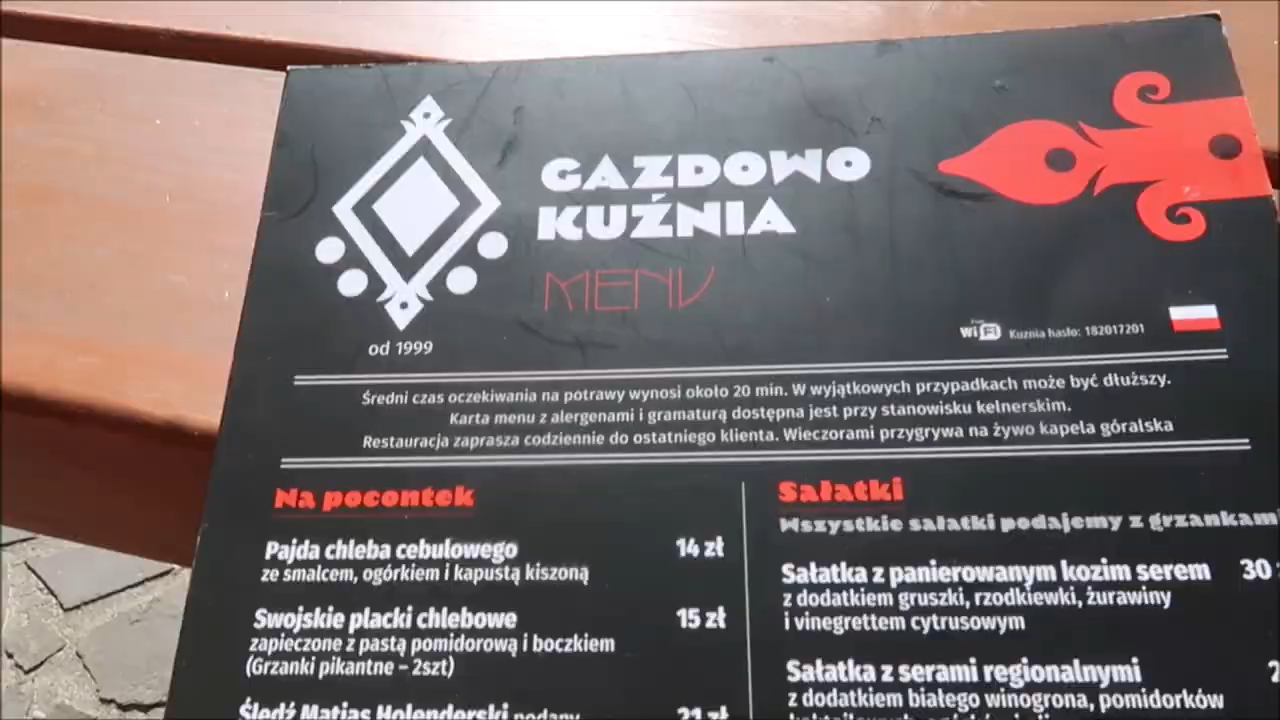 GAZDOWO
KUŹNIA
MENU
od 1999
Free
WiFi Kuznia hasło: 182017201
Średni czas oczekiwania na potrawy wynosi około 20 min. W wyjątkowych przypadkach może być dłuższy.
Karta menu z alergenami i gramaturą dostępna jest przy stanowisku kelnerskim.
Restauracja zaprasza codziennie do ostatniego klienta. Wieczorami przygrywa na żywo kapela góralska
Na pocontek
Pajda chleba cebulowego 14 zł
ze smalcem, ogórkiem i kapustą kiszoną
Swojskie placki chlebowe 15 zł
zapieczone z pastą pomidorową i boczkiem
(Grzanki pikantne – 2szt)
Śledź Matias Holenderski podany 21 zł
Sałatki
Wszystkie sałatki podajemy z grzankam
Sałatka z panierowanym kozim serem 30
z dodatkiem gruszki, rzodkiewki, żurawiny
i vinegrettem cytrusowym
Sałatka z serami regionalnymi 2
z dodatkiem białego winogrona, pomidorków